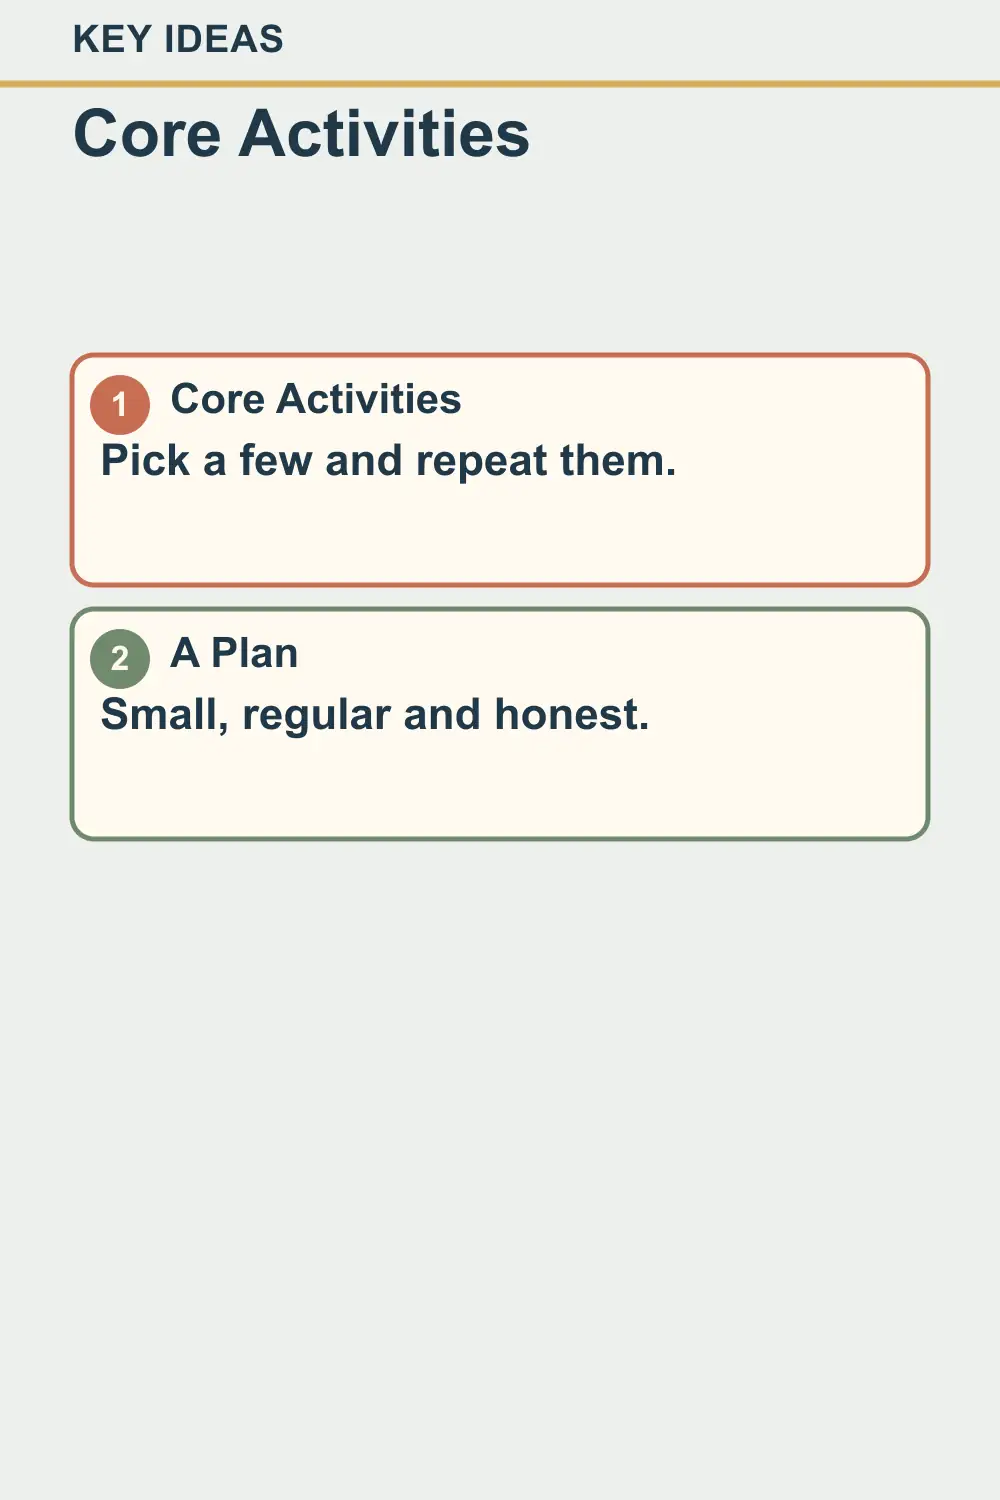 KEY IDEAS
Core Activities
1 Core Activities
Pick a few and repeat them.
2 A Plan
Small, regular and honest.